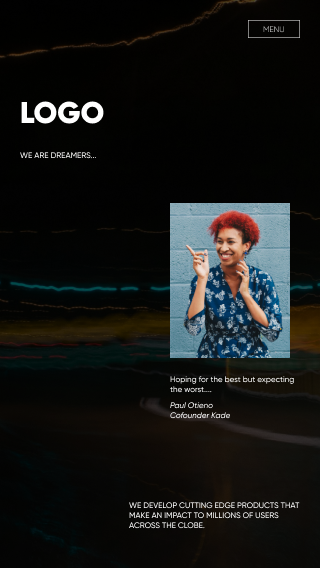 MENU
LOGO
WE ARE DREAMERS...
Hoping for the best but expecting
the worst....
Paul Otieno
Cofounder Kade
WE DEVELOP CUTTING EDGE PRODUCTS THAT
MAKE AN IMPACT TO MILLIONS OF USERS
ACROSS THE CLOBE.